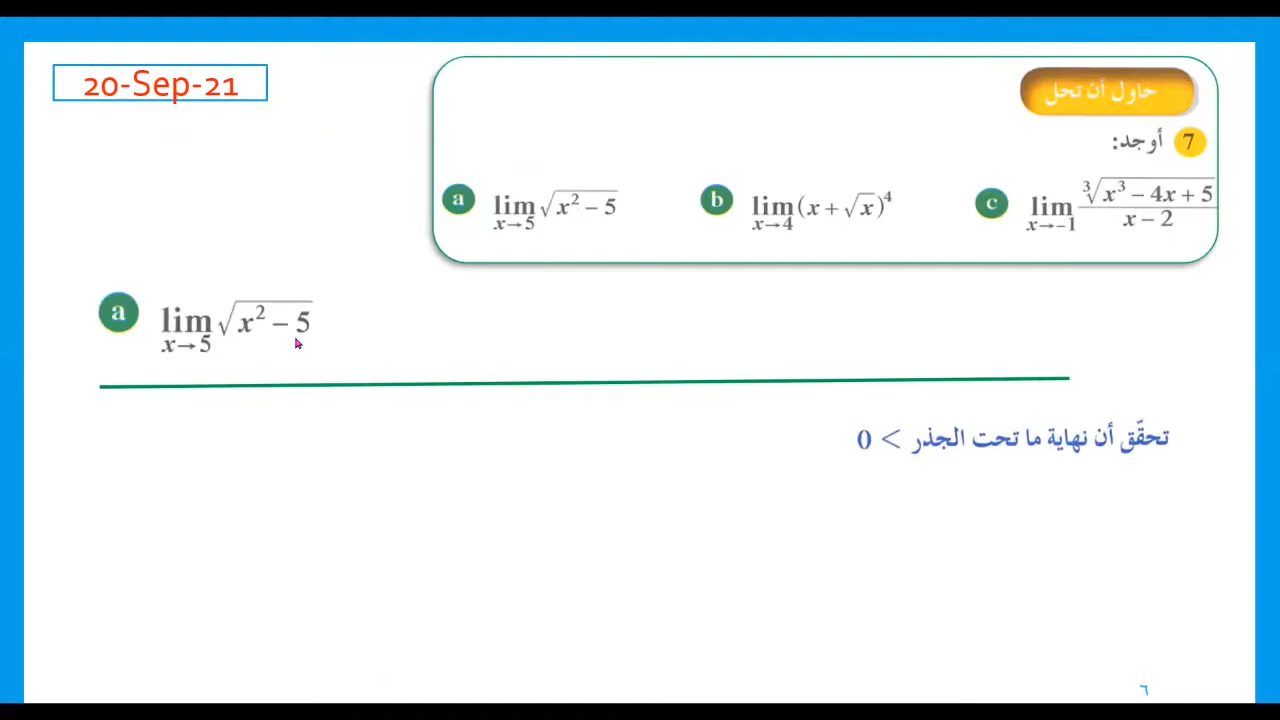 20-Sep-21
حاول أن تحل
7 أوجد:
a lim x→5 √(x² – 5)
b lim x→4 (x + √x)⁴
c lim x→–1 ∛(x³ – 4x + 5) / (x – 2)
a lim x→5 √(x² – 5)
تحقّق أن نهاية ما تحت الجذر > 0
٦